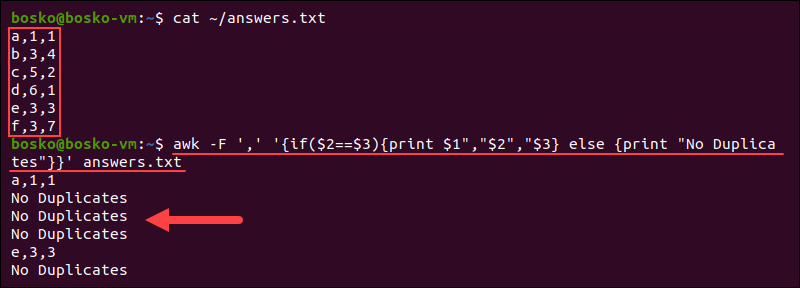 bosko@bosko-vm:~$ cat ~/answers.txt
a,1,1
b,3,4
c,5,2
d,6,1
e,3,3
f,3,7
bosko@bosko-vm:~$ awk -F ',' '{if($2==$3){print $1","$2","$3} else {print "No Duplica
tes"}}' answers.txt
a,1,1
No Duplicates
No Duplicates
No Duplicates
e,3,3
No Duplicates